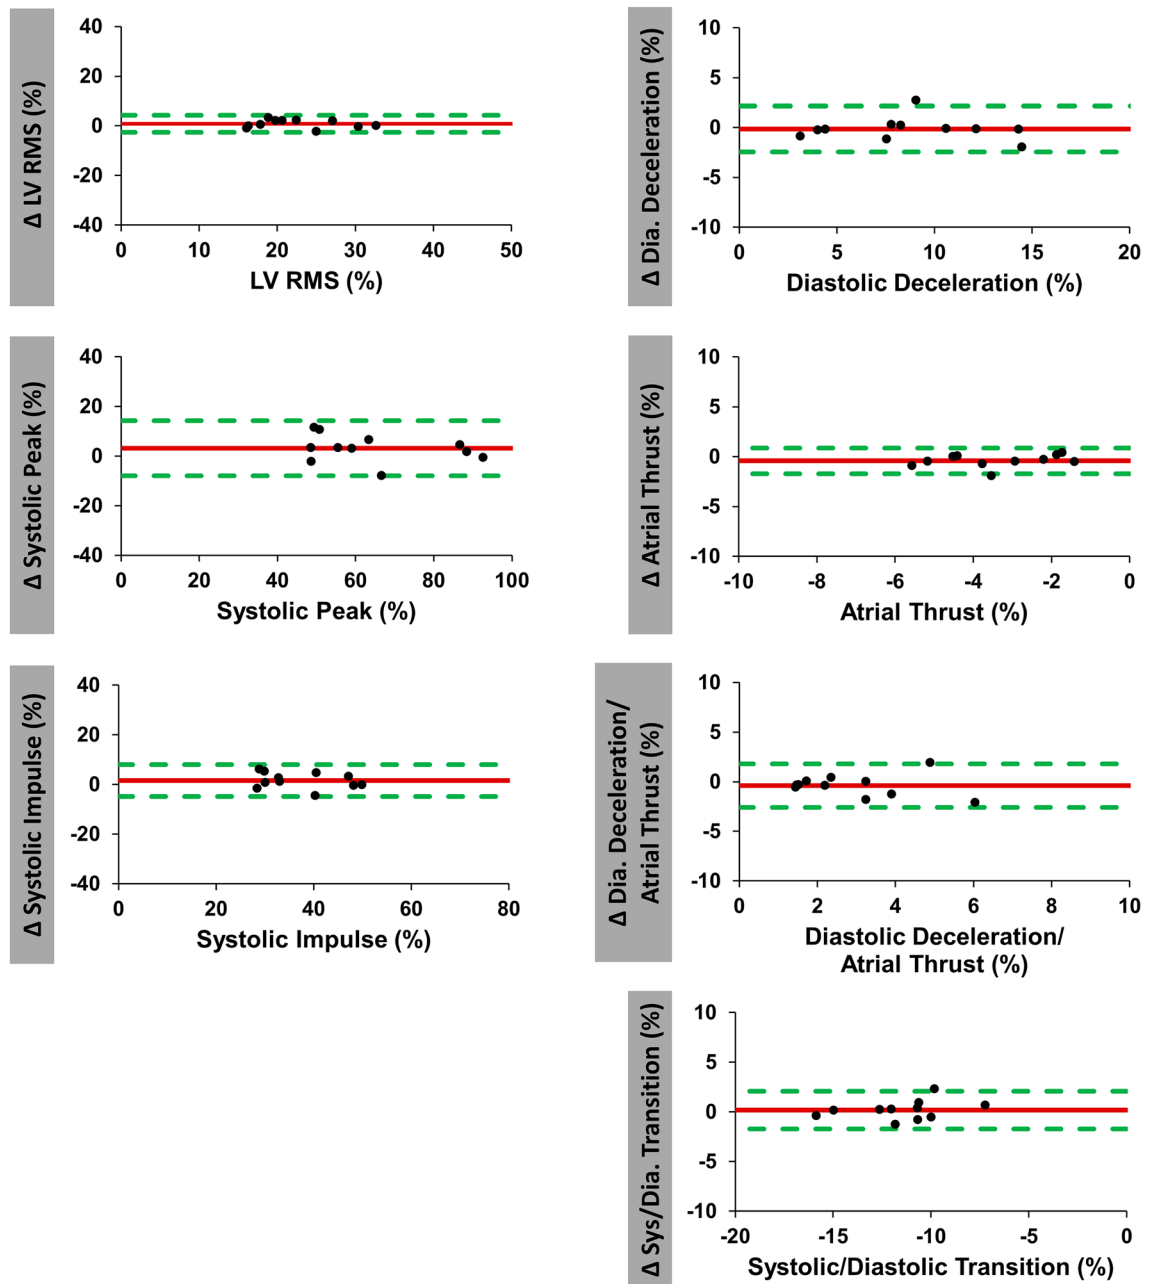 Δ LV RMS (%)
40
20
0
-20
-40
0 10 20 30 40 50
LV RMS (%)
Δ Dia. Deceleration (%)
10
5
0
-5
-10
0 5 10 15 20
Diastolic Deceleration (%)
Δ Systolic Peak (%)
40
20
0
-20
-40
0 20 40 60 80 100
Systolic Peak (%)
Δ Atrial Thrust (%)
10
5
0
-5
-10
-10 -8 -6 -4 -2 0
Atrial Thrust (%)
Δ Systolic Impulse (%)
40
20
0
-20
-40
0 20 40 60 80
Systolic Impulse (%)
Δ Dia. Deceleration/
Atrial Thrust (%)
10
5
0
-5
-10
0 2 4 6 8 10
Diastolic Deceleration/
Atrial Thrust (%)
Δ Sys/Dia. Transition (%)
10
5
0
-5
-10
-20 -15 -10 -5 0
Systolic/Diastolic Transition (%)